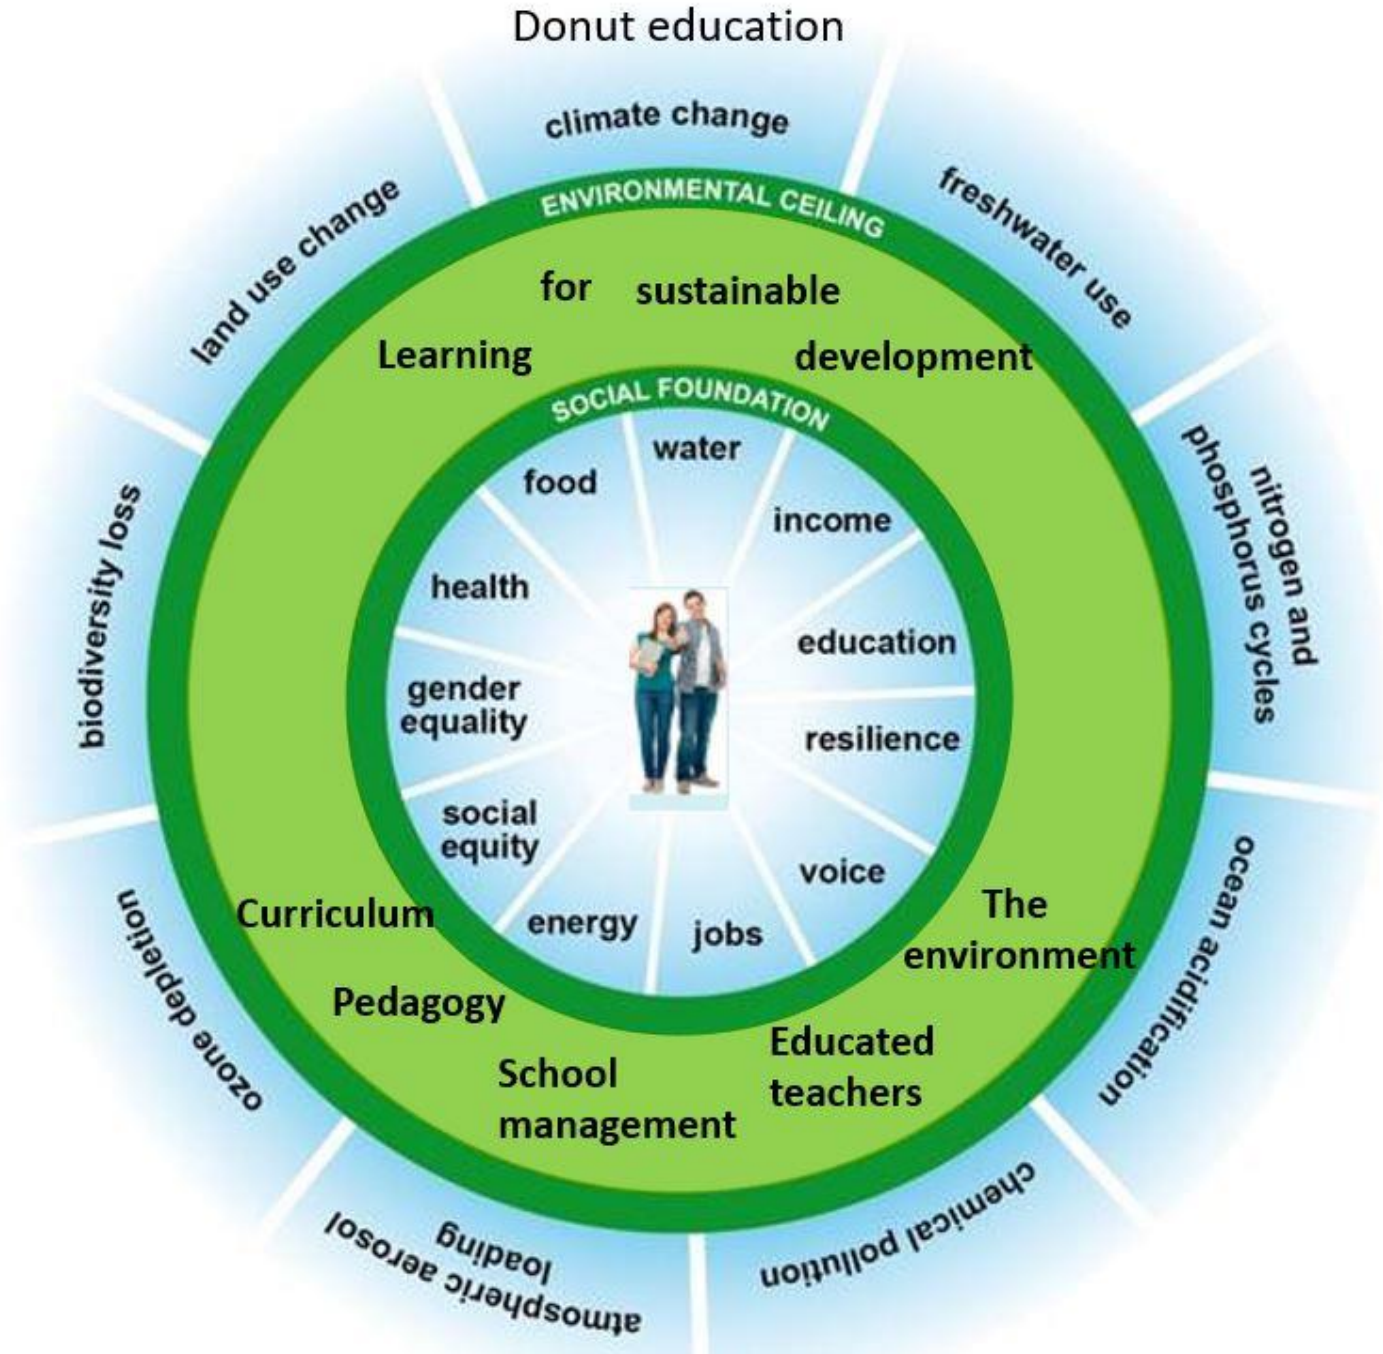 Donut education
climate change
freshwater use
nitrogen and
phosphorus cycles
ocean acidification
chemical pollution
atmospheric aerosol
loading
ozone depletion
biodiversity loss
land use change
ENVIRONMENTAL CEILING
Learning
for sustainable
development
SOCIAL FOUNDATION
water
income
education
resilience
voice
jobs
energy
social
equity
gender
equality
health
food
Curriculum
Pedagogy
School
management
Educated
teachers
The
environment